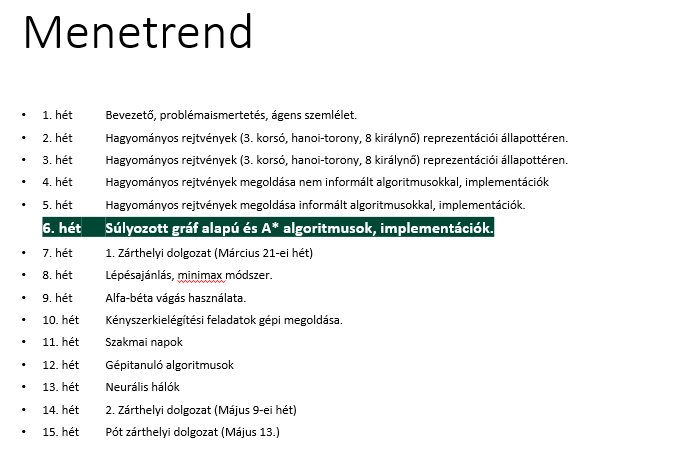 Menetrend
• 1. hét Bevezető, problémaismertetés, ágens szemlélet.
• 2. hét Hagyományos rejtvények (3. korsó, hanoi-torony, 8 királynő) reprezentációi állapottéren.
• 3. hét Hagyományos rejtvények (3. korsó, hanoi-torony, 8 királynő) reprezentációi állapottéren.
• 4. hét Hagyományos rejtvények megoldása nem informált algoritmusokkal, implementációk
• 5. hét Hagyományos rejtvények megoldása informált algoritmusokkal, implementációk.
6. hét Súlyozott gráf alapú és A* algoritmusok, implementációk.
• 7. hét 1. Zárthelyi dolgozat (Március 21-ei hét)
• 8. hét Lépésajánlás, minimax módszer.
• 9. hét Alfa-béta vágás használata.
• 10. hét Kényszerkielégítési feladatok gépi megoldása.
• 11. hét Szakmai napok
• 12. hét Gépitanuló algoritmusok
• 13. hét Neurális hálók
• 14. hét 2. Zárthelyi dolgozat (Május 9-ei hét)
• 15. hét Pót zárthelyi dolgozat (Május 13.)